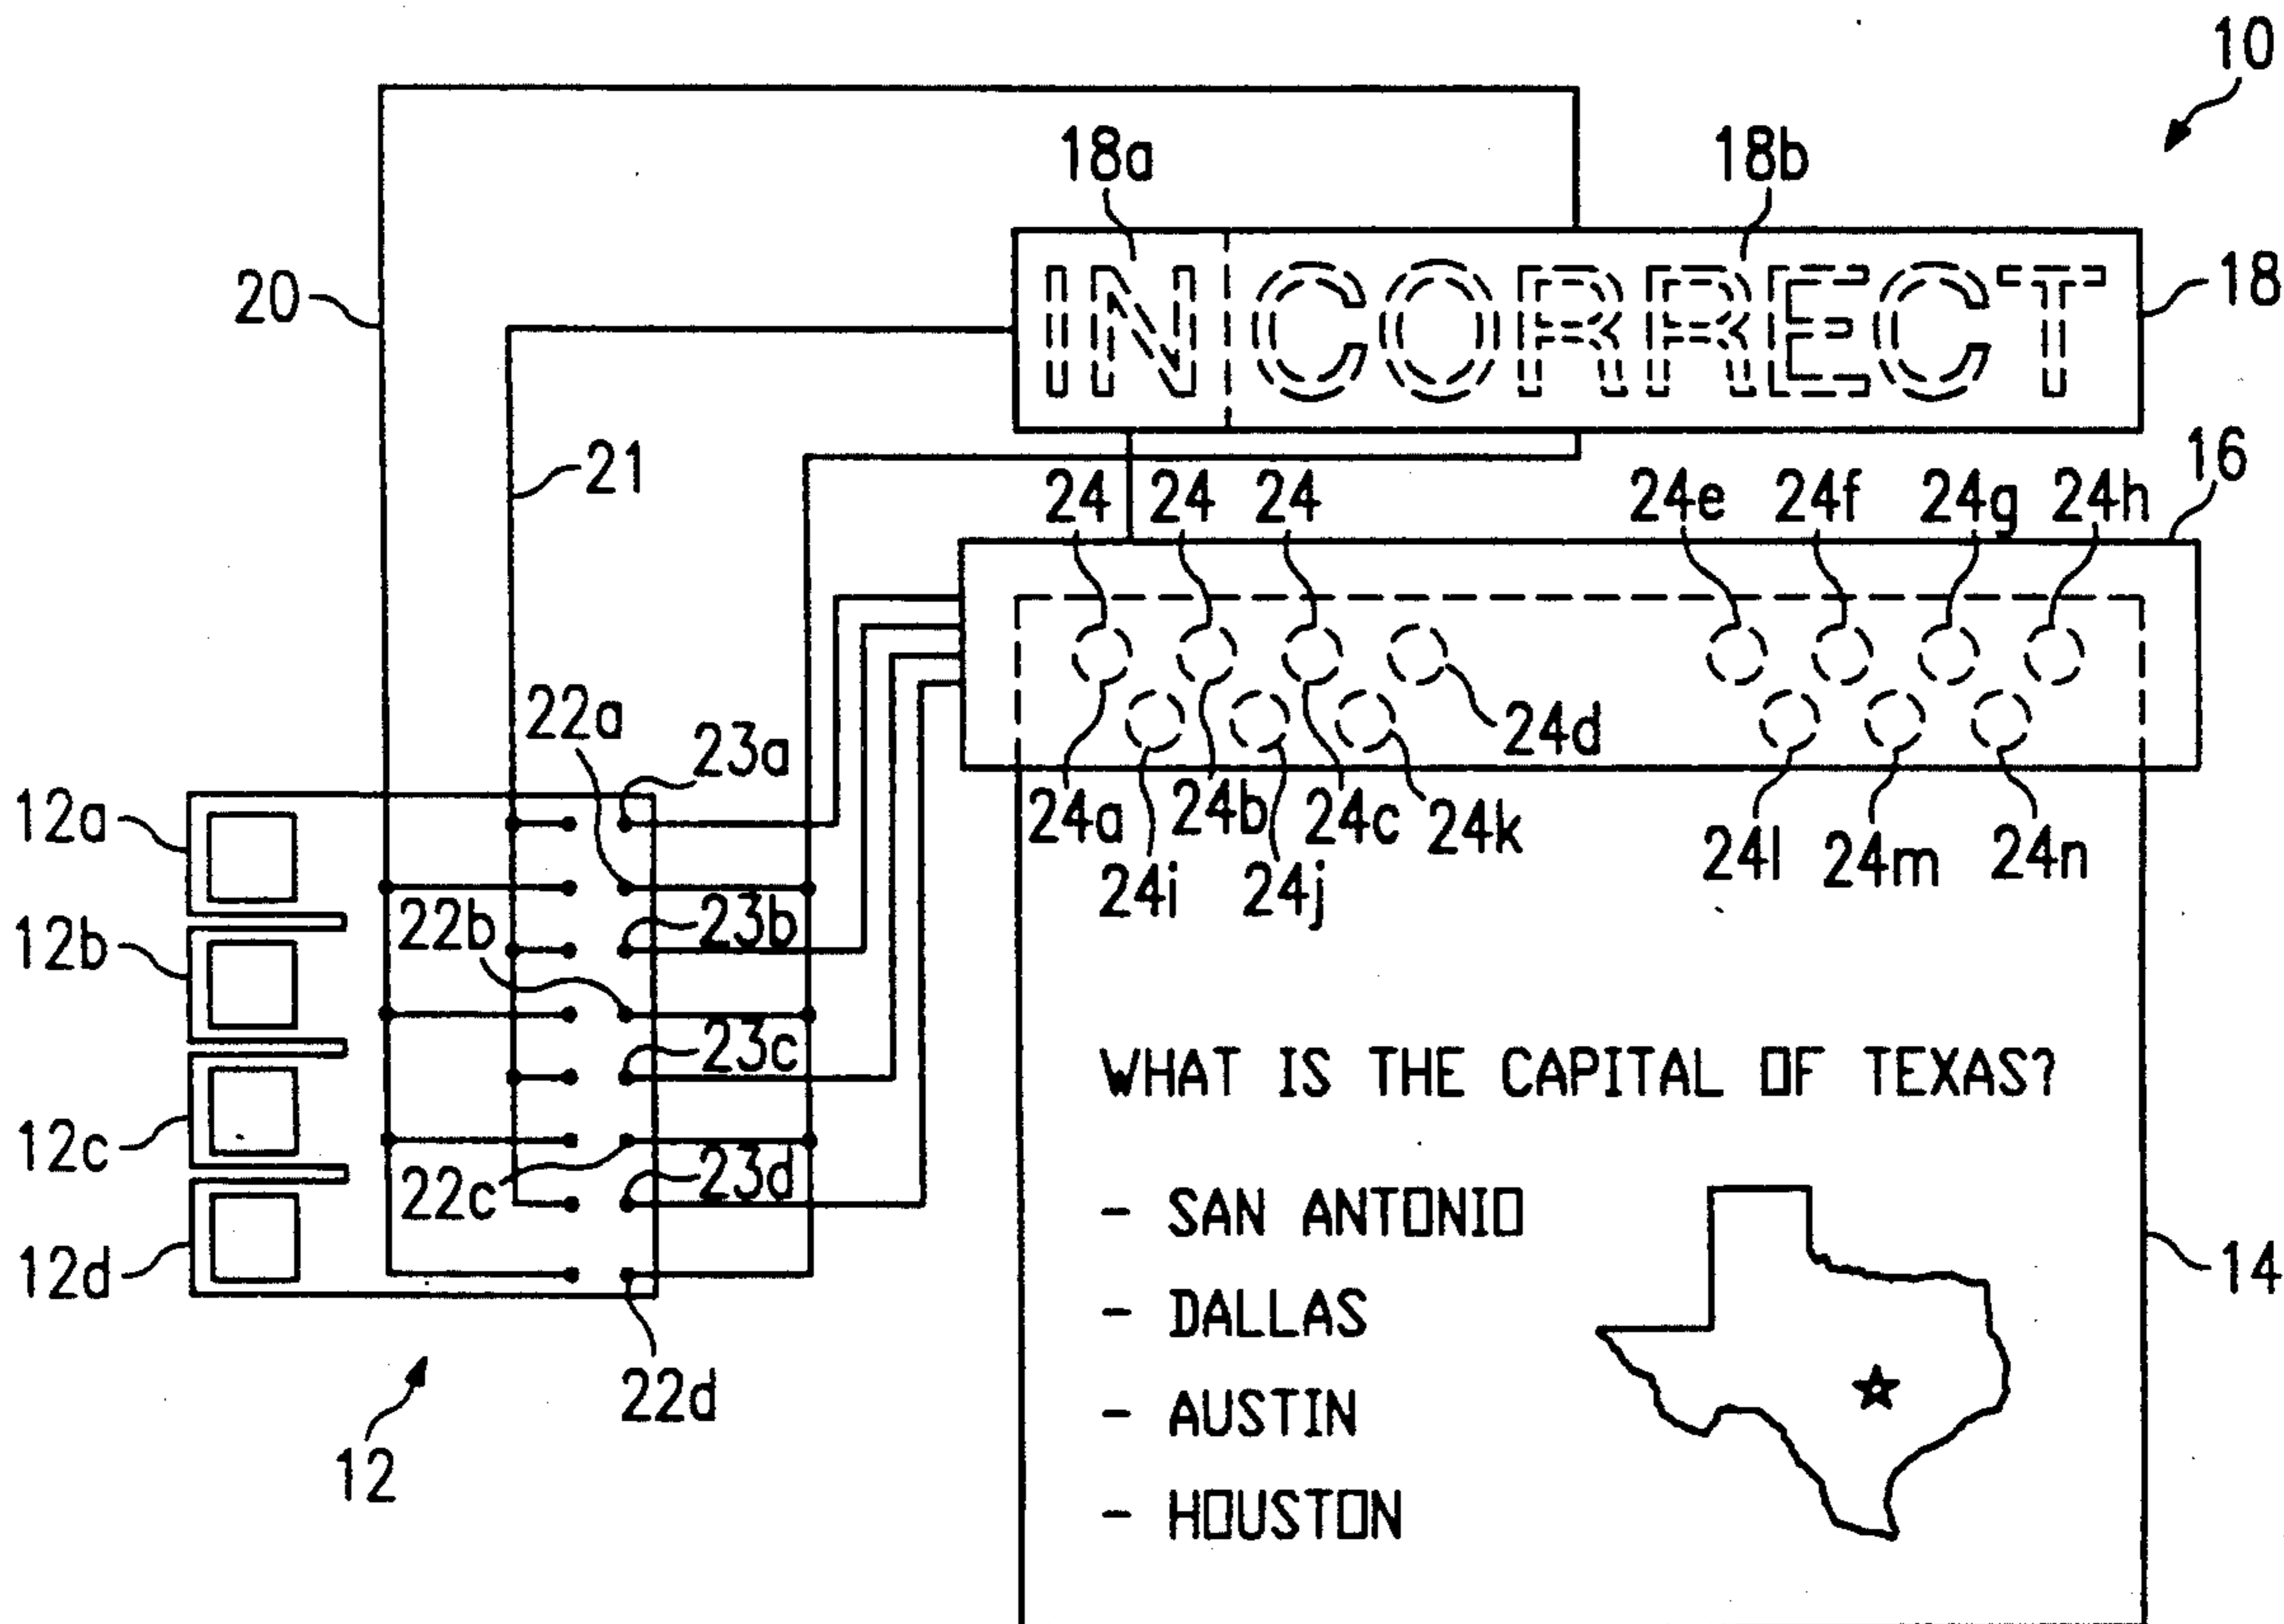 10
18a 18b
20
INCORRECT
18
21
16
24 24 24 24e 24f 24g 24h
22a
23a
24d
12a
24a 24b 24c 24k
24i 24j
24l 24m 24n
22b
23b
12b
23c
WHAT IS THE CAPITAL OF TEXAS?
12c
22c
23d
- SAN ANTONIO
12d
14
- DALLAS
22d
- AUSTIN
12
- HOUSTON